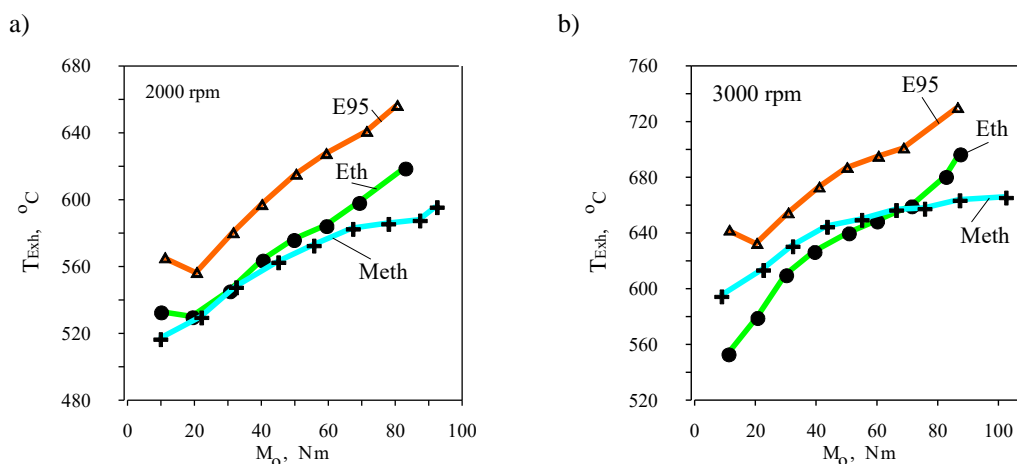 a)
680
640
600
560
520
480
T_Exh, °C
2000 rpm
E95
Eth
Meth
0 20 40 60 80 100
M_o, Nm
b)
760
720
680
640
600
560
520
T_Exh, °C
3000 rpm
E95
Eth
Meth
0 20 40 60 80 100
M_o, Nm